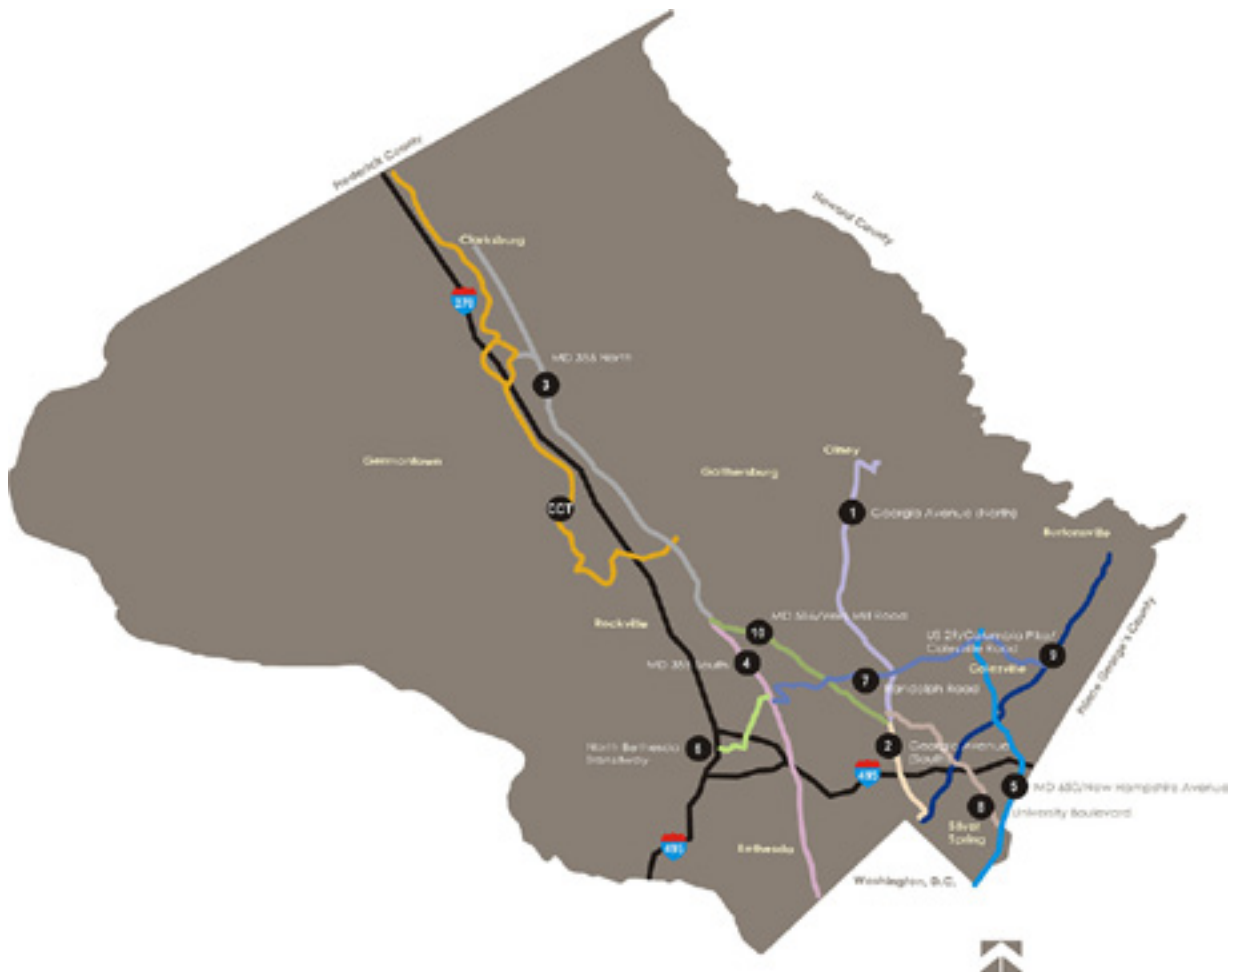 Frederick County
Howard County
Clarksburg
270
MD 355 North
3
Germantown
Gaithersburg
Olney
CCT
1
Georgia Avenue (North)
Burtonsville
Rockville
10
MD 586/Veirs Mill Road
MD 355 South
4
US 29/Columbia Pike/
Colesville Road
9
Colesville
7
Randolph Road
Prince George's County
North Bethesda
Transitway
6
2
Georgia Avenue
(South)
495
5
MD 650/New Hampshire Avenue
8
University Boulevard
Silver
Spring
495
Bethesda
Washington, D.C.